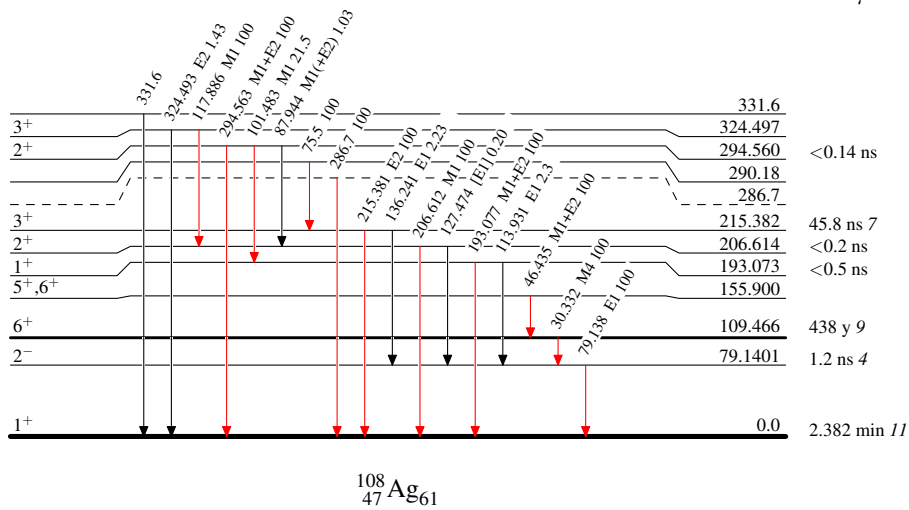 331.6
324.493 E2 1.43
117.886 M1 100
294.563 M1+E2 100
101.483 M1 21.5
87.944 M1(+E2) 1.03
75.5 100
286.7 100
215.381 E2 100
136.241 E1 2.23
206.612 M1 100
127.474 [E1] 0.20
193.077 M1+E2 100
113.931 E1 2.3
46.435 M1+E2 100
30.332 M4 100
79.138 E1 100
331.6
3+ 324.497
2+ 294.560 <0.14 ns
290.18
286.7
3+ 215.382 45.8 ns 7
2+ 206.614 <0.2 ns
1+ 193.073 <0.5 ns
5+,6+ 155.900
6+ 109.466 438 y 9
2− 79.1401 1.2 ns 4
1+ 0.0 2.382 min 11
108 47 Ag 61